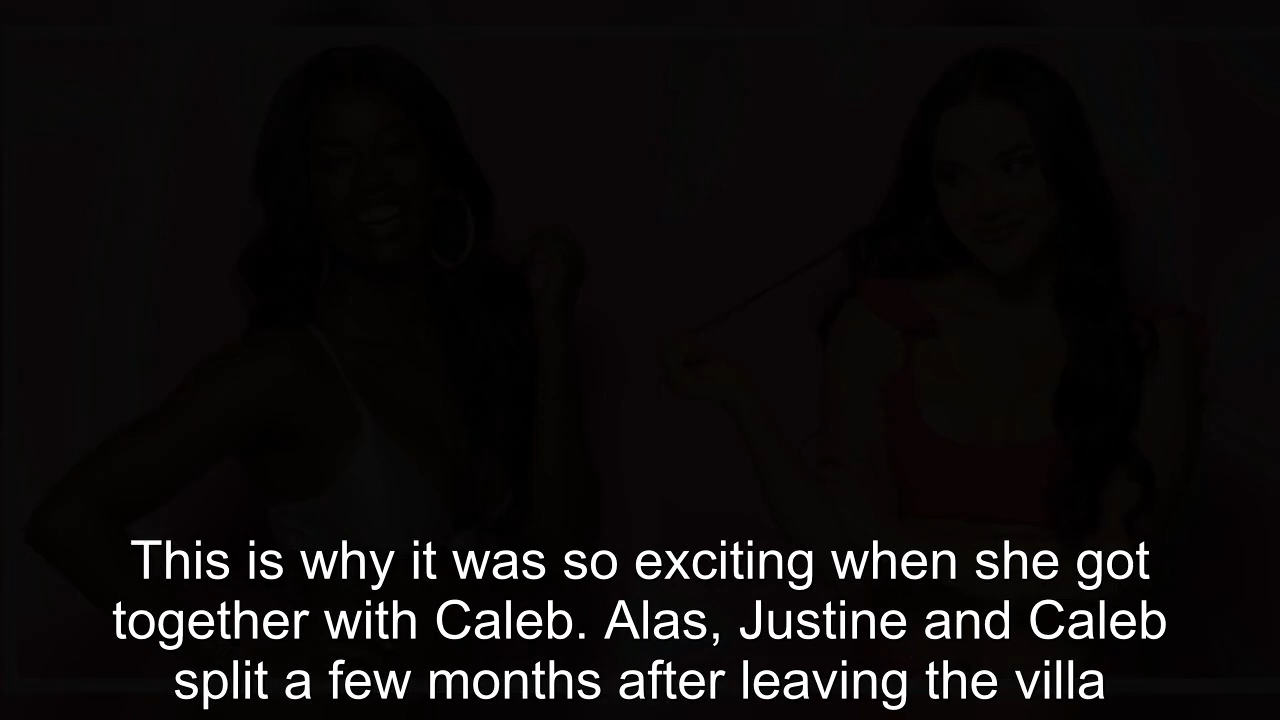 This is why it was so exciting when she got
together with Caleb. Alas, Justine and Caleb
split a few months after leaving the villa